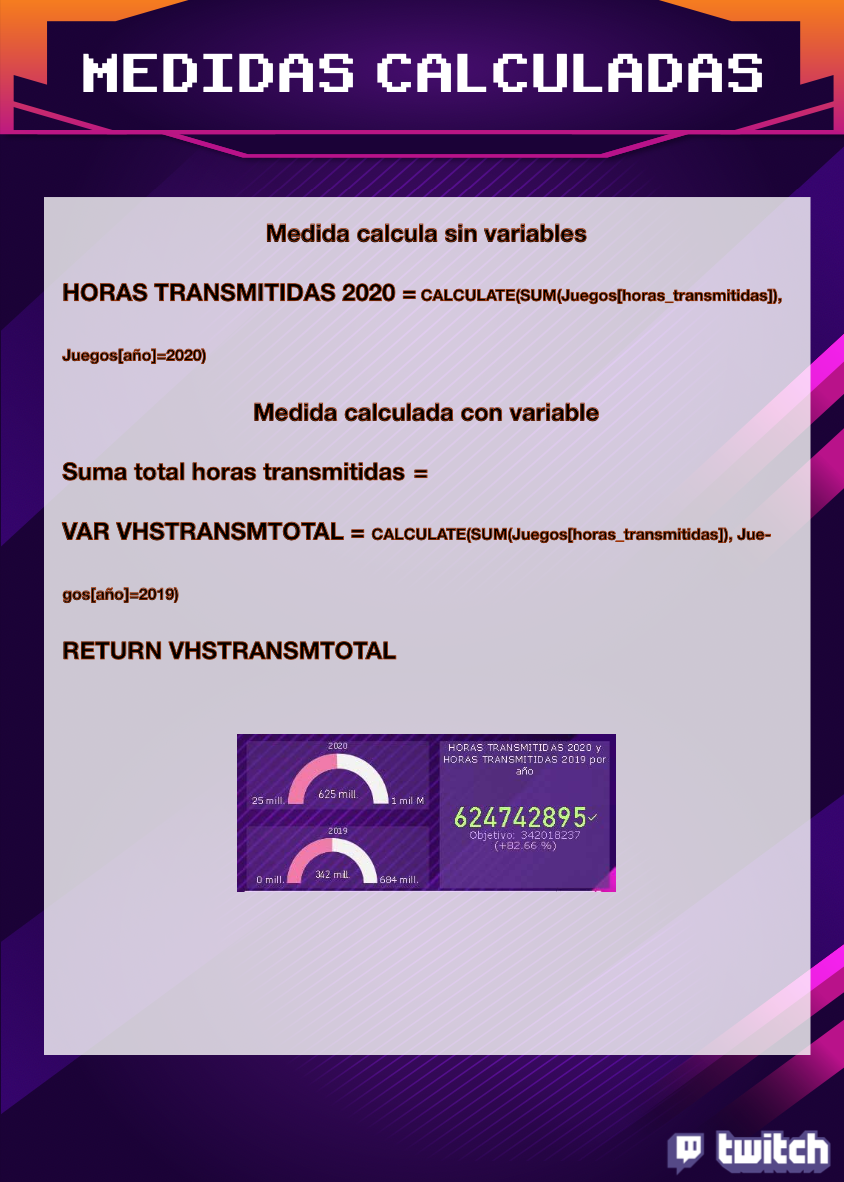 MEDIDAS CALCULADAS
Medida calcula sin variables
HORAS TRANSMITIDAS 2020 = CALCULATE(SUM(Juegos[horas_transmitidas]),
Juegos[año]=2020)
Medida calculada con variable
Suma total horas transmitidas =
VAR VHSTRANSMTOTAL = CALCULATE(SUM(Juegos[horas_transmitidas]), Jue-
gos[año]=2019)
RETURN VHSTRANSMTOTAL
2020
625 mill.
25 mill.
1 mil M
2019
342 mill.
0 mill.
684 mill.
HORAS TRANSMITIDAS 2020 y
HORAS TRANSMITIDAS 2019 por
año
624742895
Objetivo: 342018237
(+82.66 %)
twitch